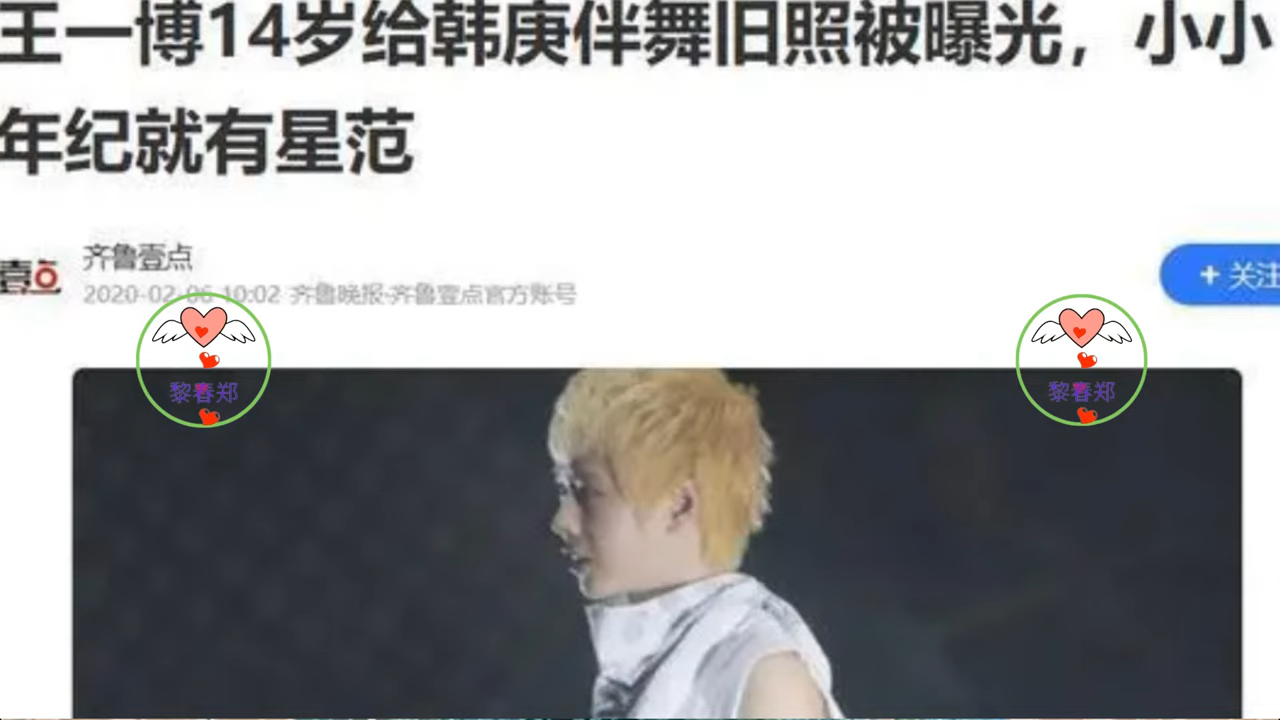 王一博14岁给韩庚伴舞旧照被曝光，小小
年纪就有星范
壹点
齐鲁壹点
2020-02-06 10:02 齐鲁晚报·齐鲁壹点官方账号
+ 关注
黎春郑
黎春郑